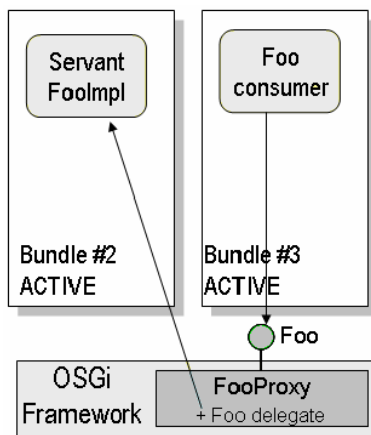 Servant
FooImpl
Foo
consumer
Bundle #2
ACTIVE
Bundle #3
ACTIVE
Foo
OSGi
Framework
FooProxy
+ Foo delegate